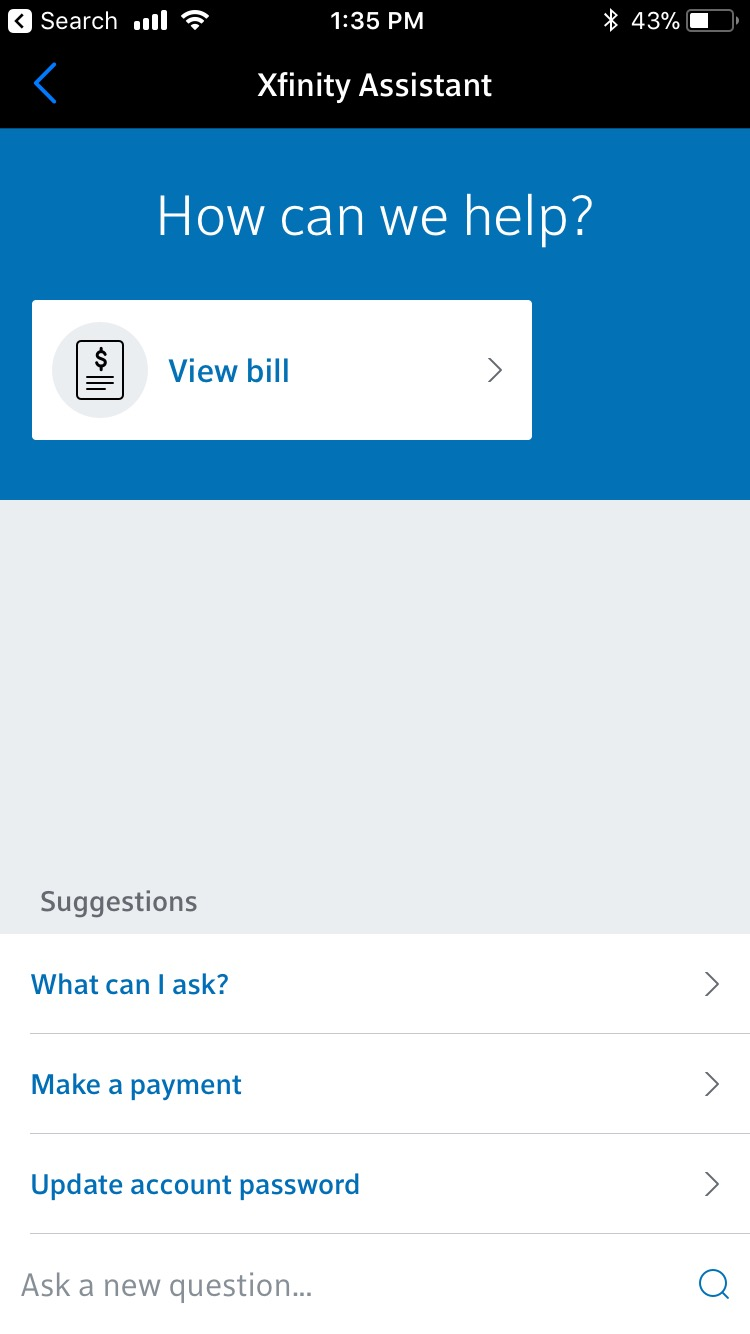 Search 1:35 PM 43%
Xfinity Assistant
How can we help?
$
View bill
Suggestions
What can I ask?
Make a payment
Update account password
Ask a new question...